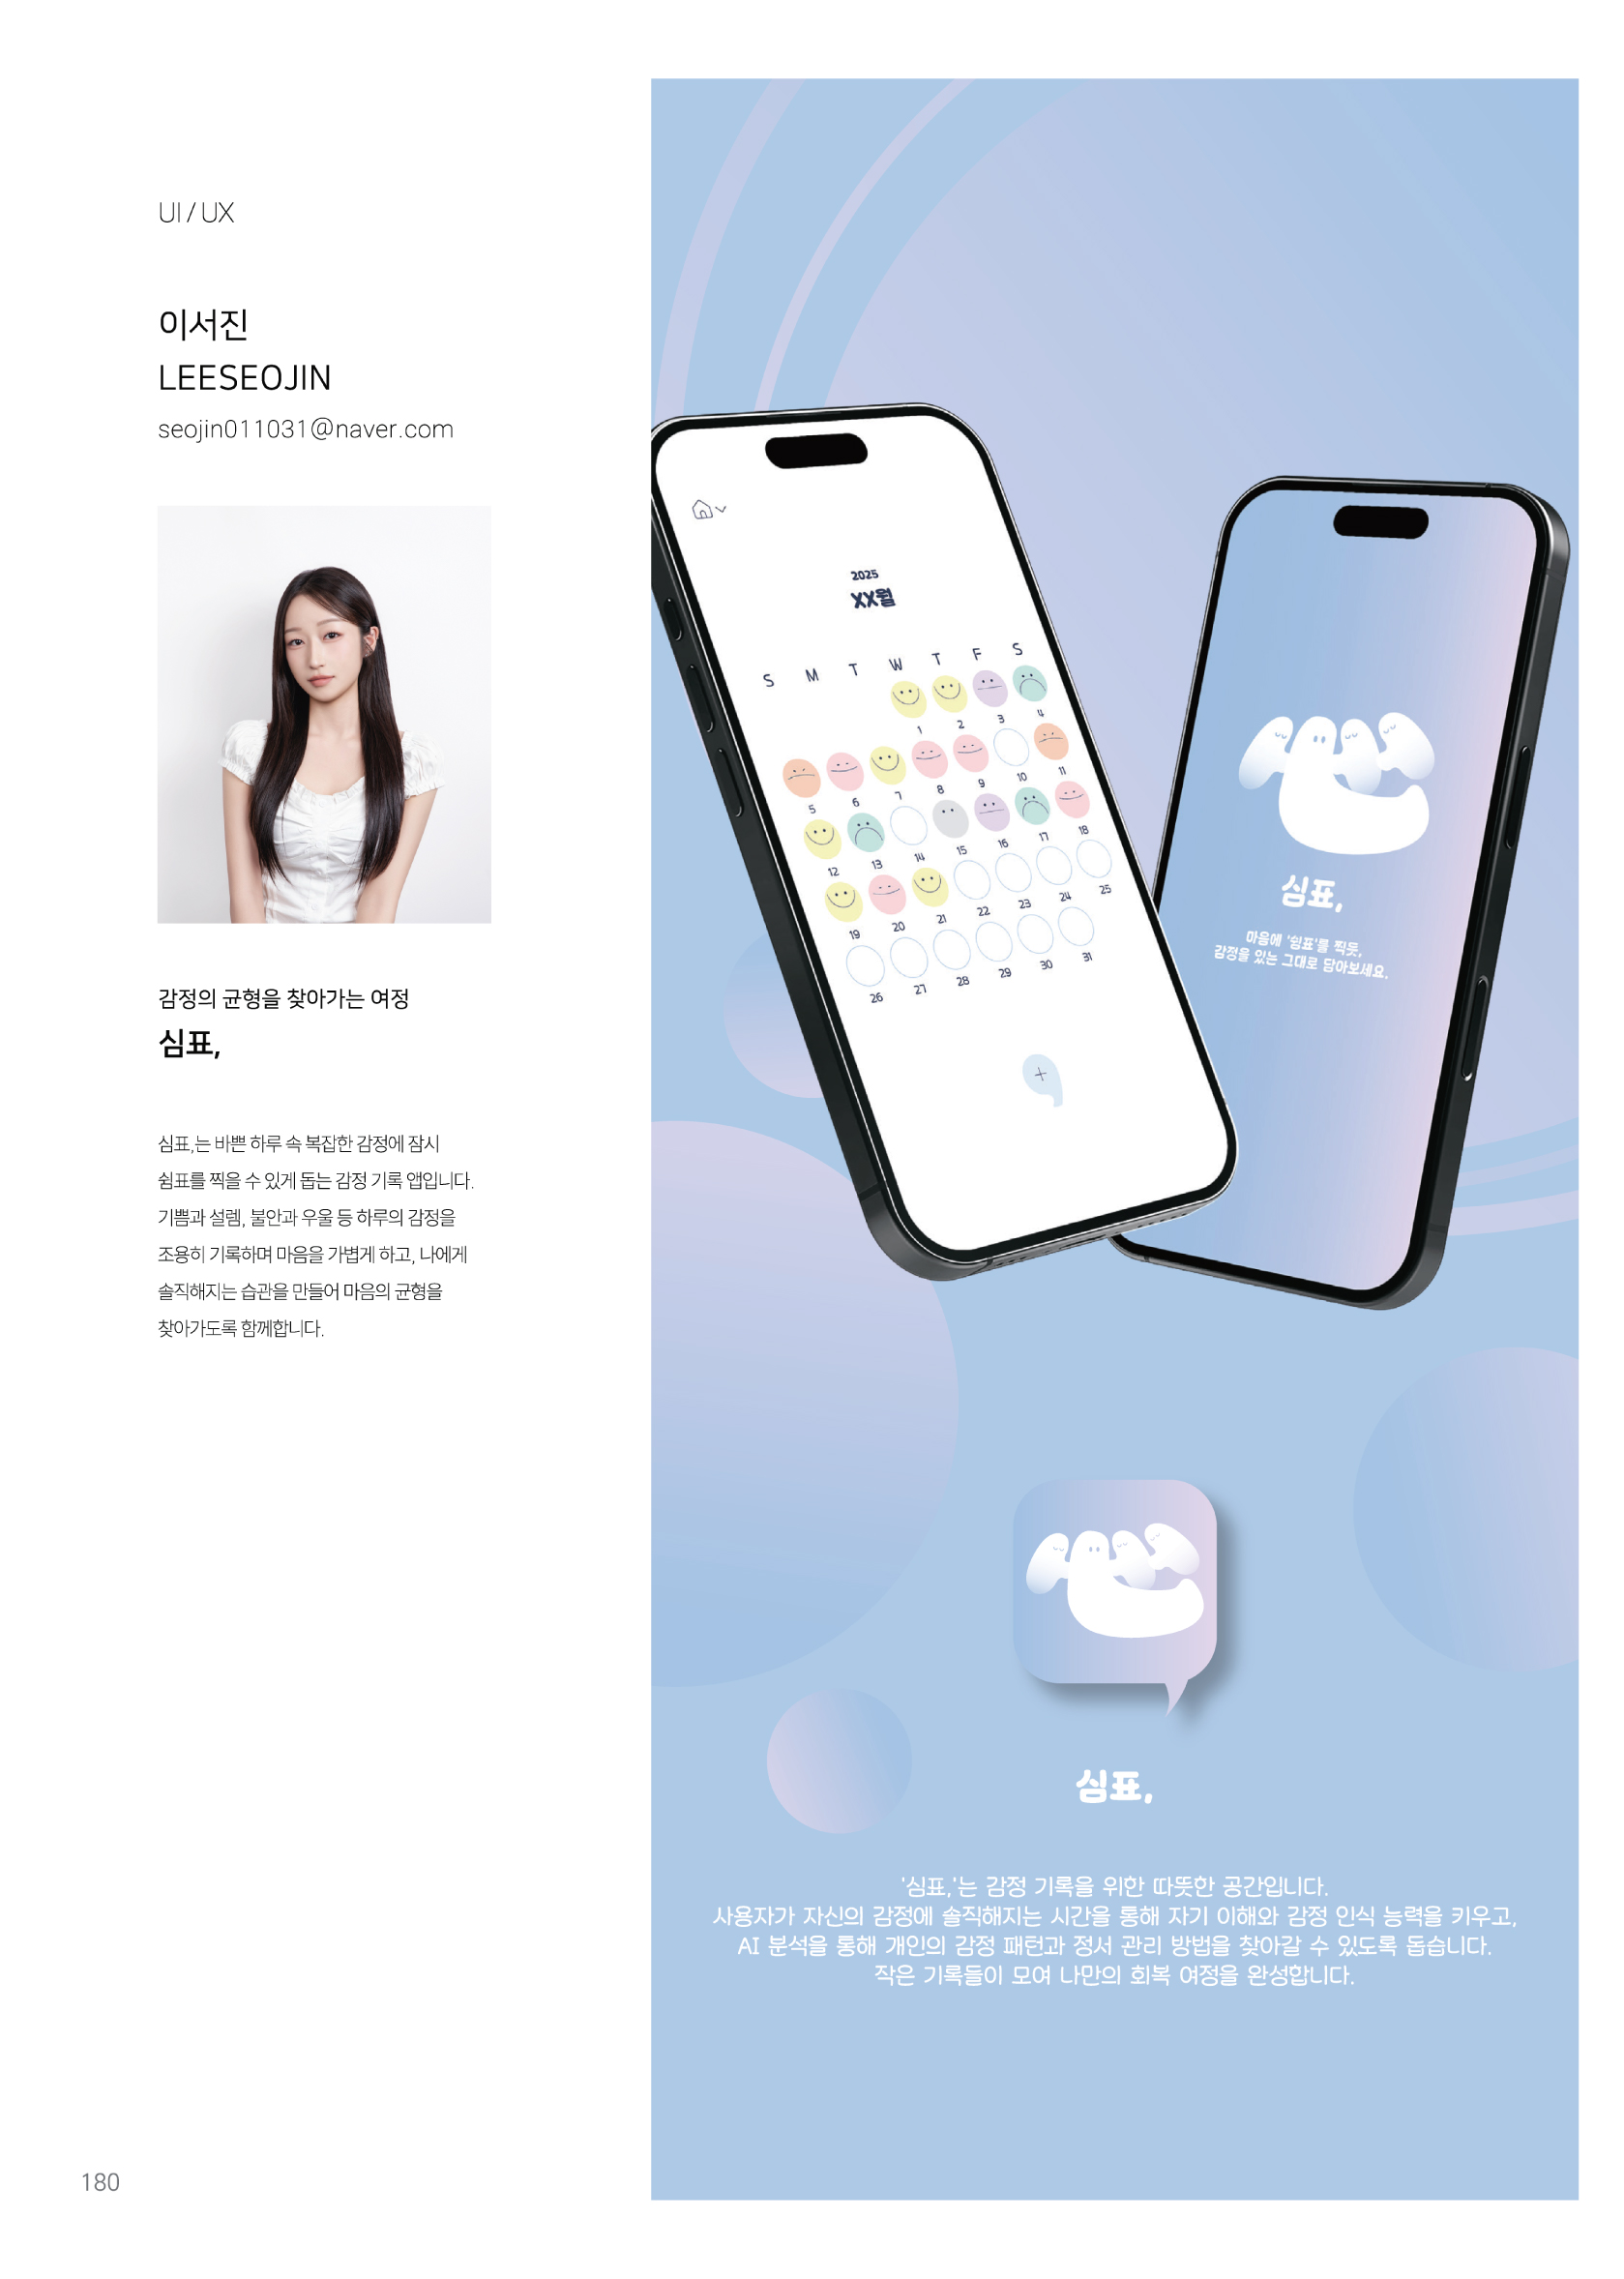 UI / UX
이서진
LEESEOJIN
seojin011031@naver.com
감정의 균형을 찾아가는 여정
심표,
심표,는 바쁜 하루 속 복잡한 감정에 잠시
쉼표를 찍을 수 있게 돕는 감정 기록 앱입니다.
기쁨과 설렘, 불안과 우울 등 하루의 감정을
조용히 기록하며 마음을 가볍게 하고, 나에게
솔직해지는 습관을 만들어 마음의 균형을
찾아가도록 함께합니다.
2025
XX월
S M T W T F S
1 2 3 4
5 6 7 8 9 10 11
12 13 14 15 16 17 18
19 20 21 22 23 24 25
26 27 28 29 30 31
심표,
마음에 '쉼표'를 찍듯,
감정을 있는 그대로 담아보세요.
심표,
'심표,'는 감정 기록을 위한 따뜻한 공간입니다.
사용자가 자신의 감정에 솔직해지는 시간을 통해 자기 이해와 감정 인식 능력을 키우고,
AI 분석을 통해 개인의 감정 패턴과 정서 관리 방법을 찾아갈 수 있도록 돕습니다.
작은 기록들이 모여 나만의 회복 여정을 완성합니다.
180